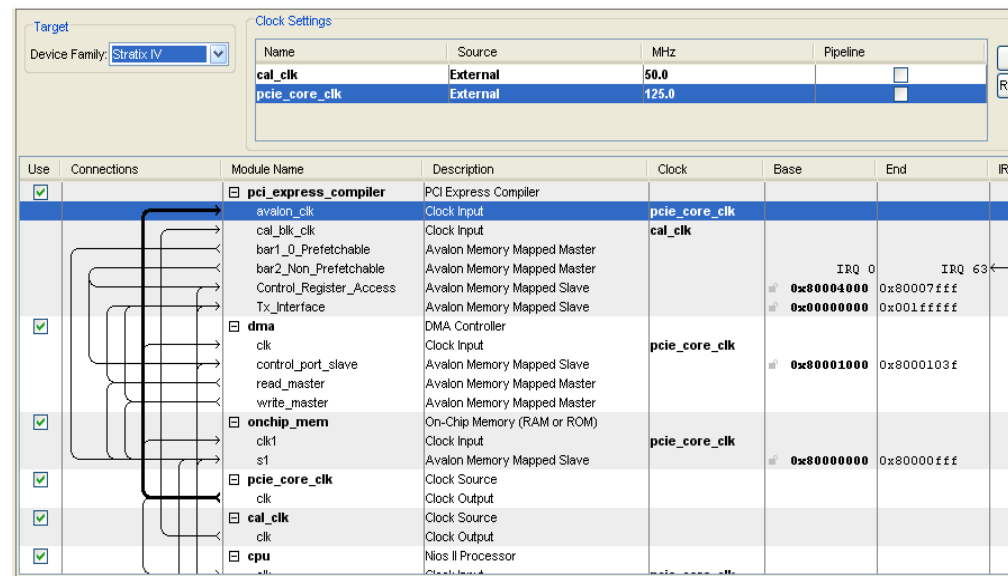 Target
Device Family: Stratix IV
Clock Settings
Name Source MHz Pipeline
cal_clk External 50.0
pcie_core_clk External 125.0
R
Use Connections Module Name Description Clock Base End IR
pci_express_compiler PCI Express Compiler
avalon_clk Clock Input pcie_core_clk
cal_blk_clk Clock Input cal_clk
bar1_0_Prefetchable Avalon Memory Mapped Master
bar2_Non_Prefetchable Avalon Memory Mapped Master IRQ 0 IRQ 63
Control_Register_Access Avalon Memory Mapped Slave 0x80004000 0x80007fff
Tx_Interface Avalon Memory Mapped Slave 0x00000000 0x001fffff
dma DMA Controller
clk Clock Input pcie_core_clk
control_port_slave Avalon Memory Mapped Slave 0x80001000 0x8000103f
read_master Avalon Memory Mapped Master
write_master Avalon Memory Mapped Master
onchip_mem On-Chip Memory (RAM or ROM)
clk1 Clock Input pcie_core_clk
s1 Avalon Memory Mapped Slave 0x80000000 0x80000fff
pcie_core_clk Clock Source
clk Clock Output
cal_clk Clock Source
clk Clock Output
cpu Nios II Processor